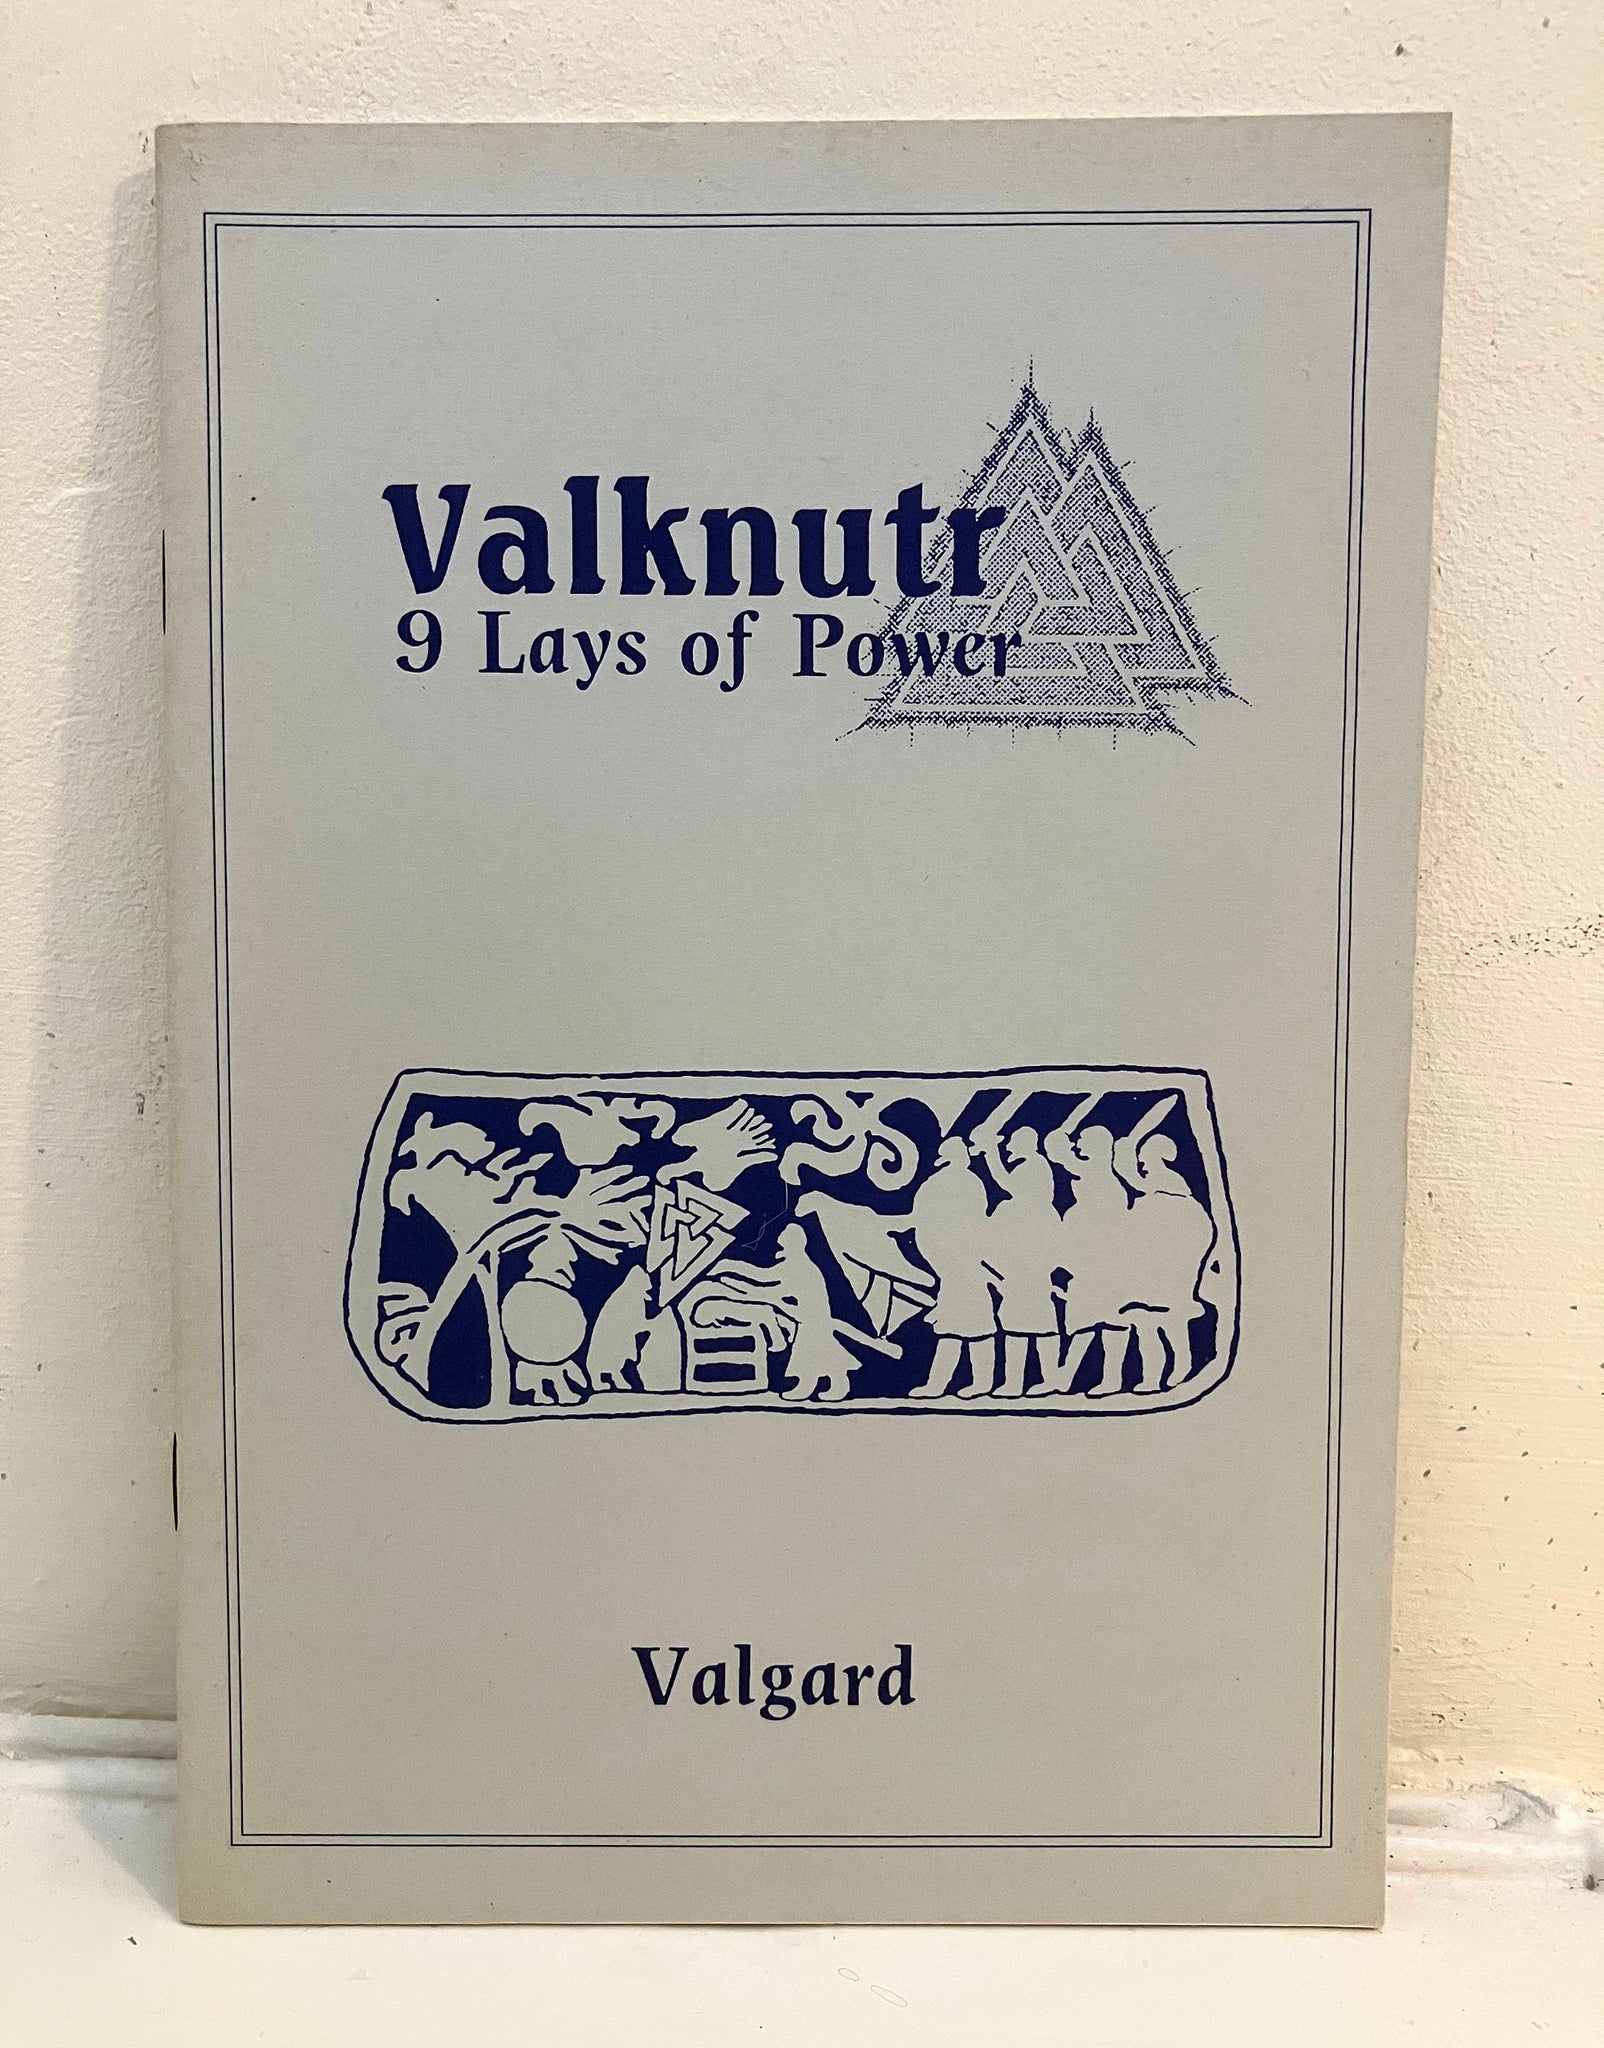 Valknutr
9 Lays of Power
Valgard